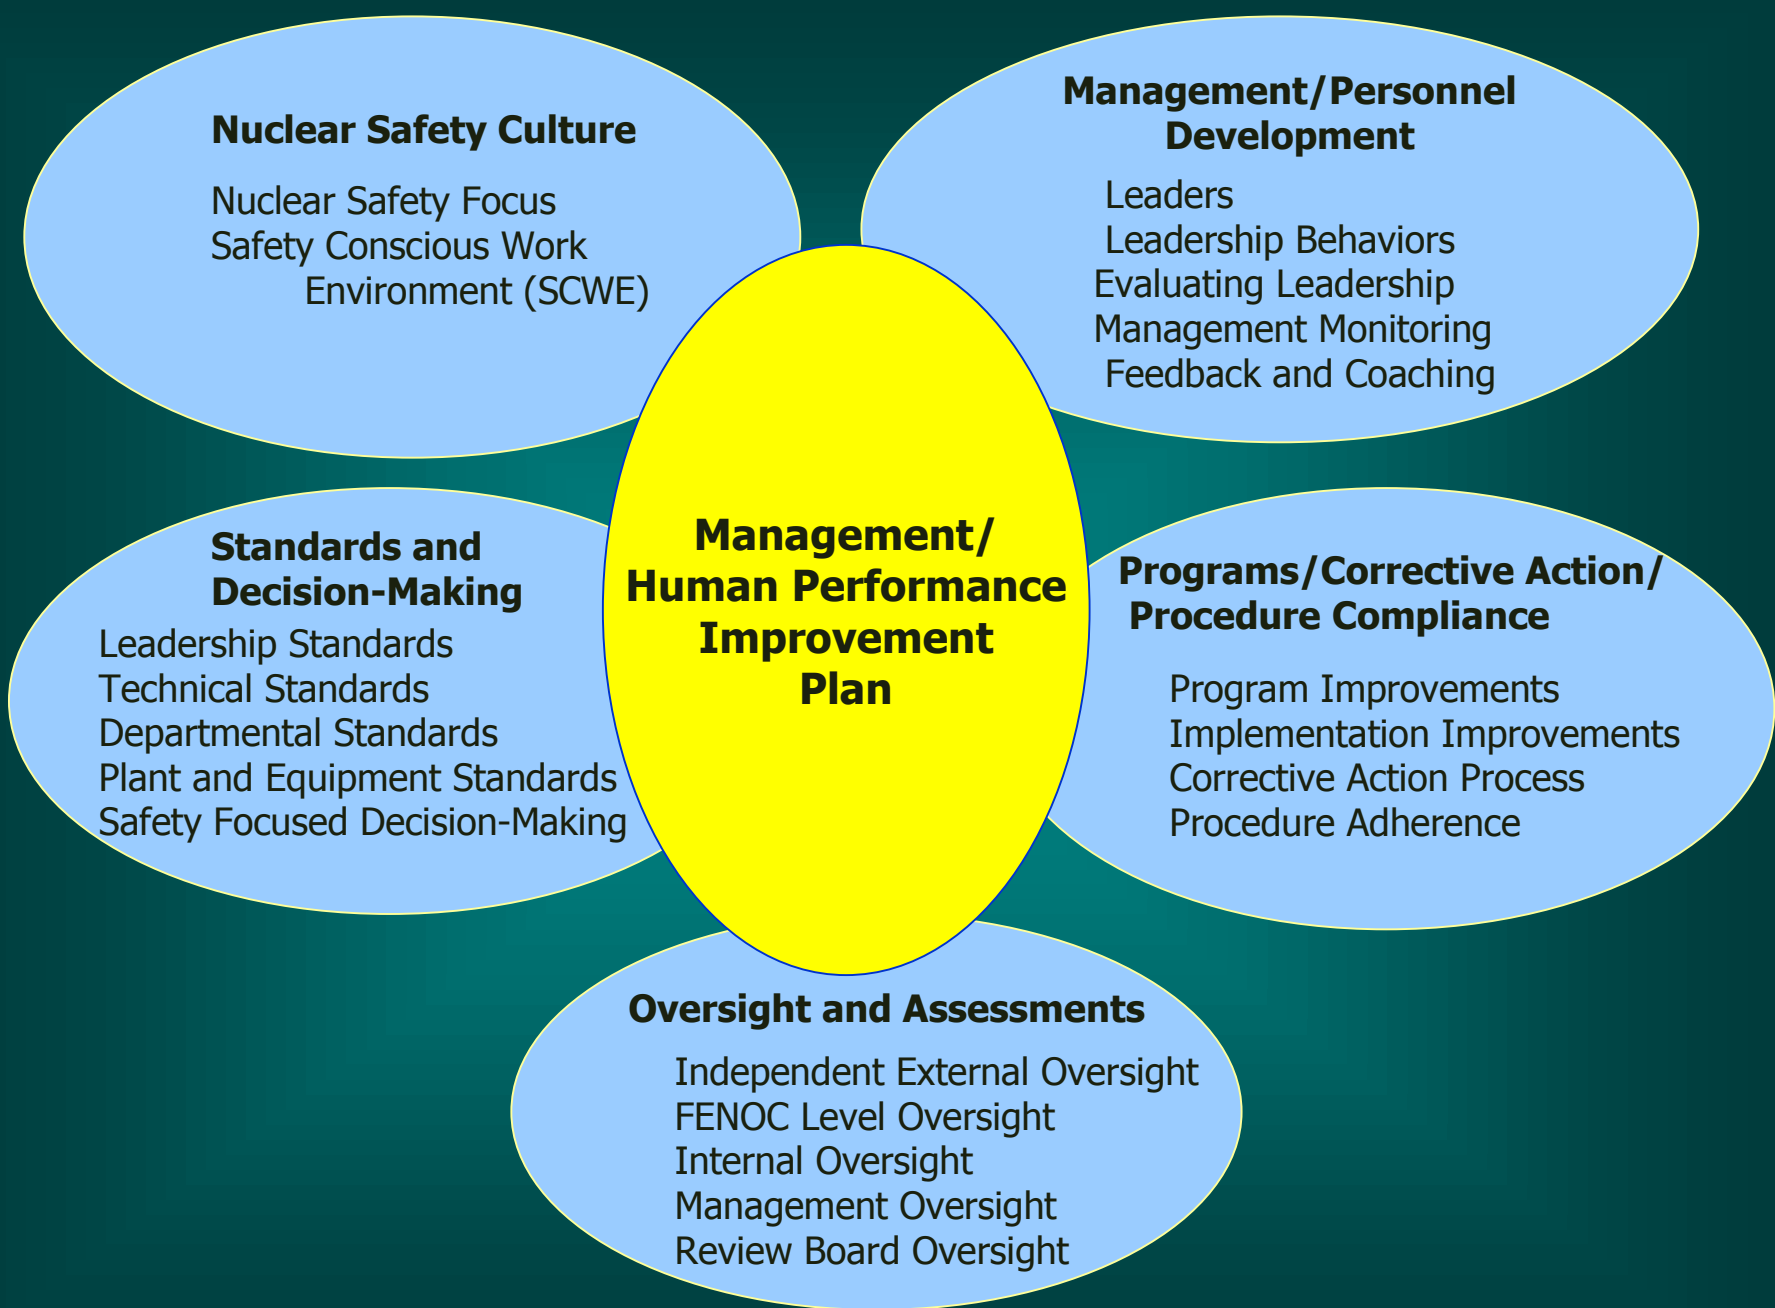 Nuclear Safety Culture
Nuclear Safety Focus
Safety Conscious Work
Environment (SCWE)
Management/Personnel
Development
Leaders
Leadership Behaviors
Evaluating Leadership
Management Monitoring
Feedback and Coaching
Management/
Human Performance
Improvement
Plan
Standards and
Decision-Making
Leadership Standards
Technical Standards
Departmental Standards
Plant and Equipment Standards
Safety Focused Decision-Making
Programs/Corrective Action/
Procedure Compliance
Program Improvements
Implementation Improvements
Corrective Action Process
Procedure Adherence
Oversight and Assessments
Independent External Oversight
FENOC Level Oversight
Internal Oversight
Management Oversight
Review Board Oversight